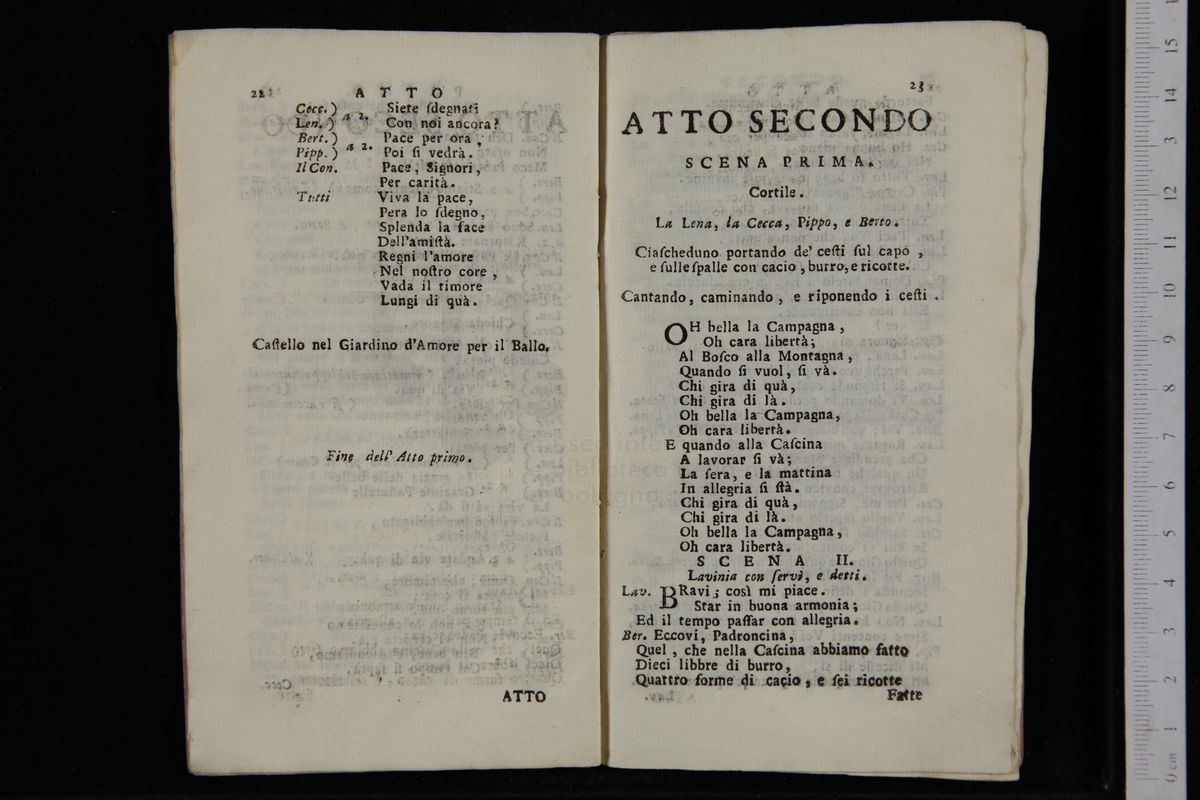 22 ATTO
Cecc.) a 2. Siete ſdegnati
Len.) Con noi ancora?
Bert.) a 2. Pace per ora,
Pipp.) Poi ſi vedrà.
Il Con. Pace, Signori,
Per carità.
Tutti Viva la pace,
Pera lo ſdegno,
Splenda la face
Dell'amiſtà.
Regni l'amore
Nel noſtro core,
Vada il timore
Lungi di quà.
Caſtello nel Giardino d'Amore per il Ballo.
Fine dell' Atto primo.
ATTO
23
ATTO SECONDO
SCENA PRIMA.
Cortile.
La Lena, la Cecca, Pippo, e Berto.
Ciaſcheduno portando de' ceſti ſul capo,
e ſulle ſpalle con cacio, burro, e ricotte.
Cantando, caminando, e riponendo i ceſti.
OH bella la Campagna,
Oh cara libertà;
Al Boſco alla Montagna,
Quando ſi vuol, ſi và.
Chi gira di quà,
Chi gira di là.
Oh bella la Campagna,
Oh cara libertà.
E quando alla Caſcina
A lavorar ſi và;
La ſera, e la mattina
In allegria ſi ſtà.
Chi gira di quà,
Chi gira di là.
Oh bella la Campagna,
Oh cara libertà.
SCENA II.
Lavinia con ſervi, e detti.
Lav. BRavi; così mi piace.
Star in buona armonia;
Ed il tempo paſſar con allegria.
Ber. Eccovi, Padroncina,
Quel, che nella Caſcina abbiamo fatto
Dieci libbre di burro,
Quattro forme di cacio, e ſei ricotte
Fatte